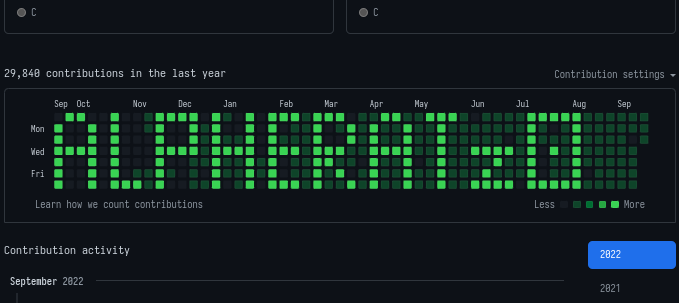 C
C
29,840 contributions in the last year
Contribution settings
Sep Oct Nov Dec Jan Feb Mar Apr May Jun Jul Aug Sep
Mon
Wed
Fri
ALPHERATz
Learn how we count contributions
Less More
Contribution activity
2022
September 2022
2021